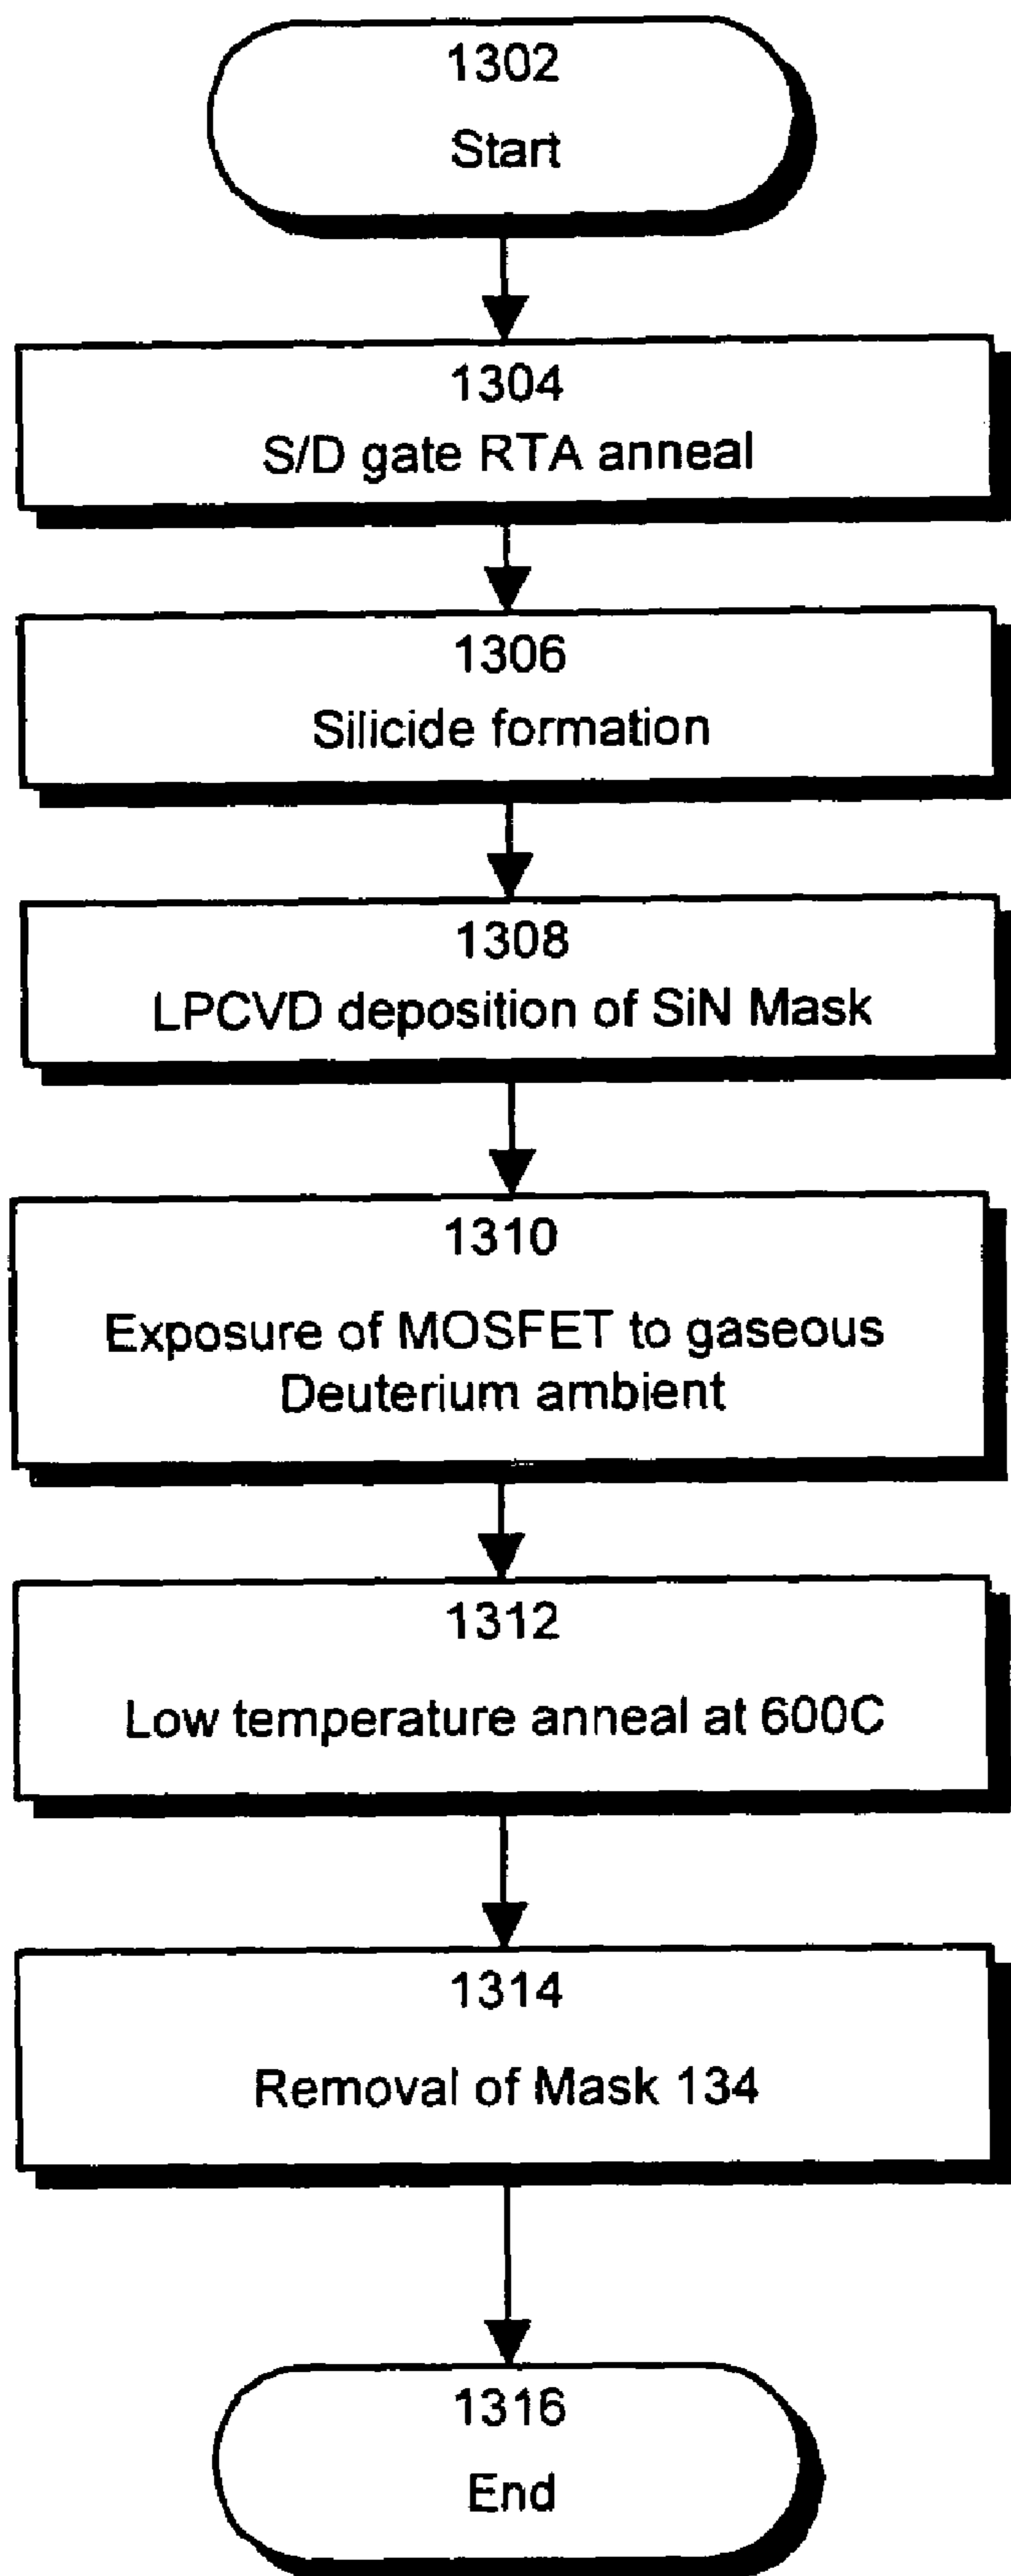 1302
Start
1304
S/D gate RTA anneal
1306
Silicide formation
1308
LPCVD deposition of SiN Mask
1310
Exposure of MOSFET to gaseous
Deuterium ambient
1312
Low temperature anneal at 600C
1314
Removal of Mask 134
1316
End